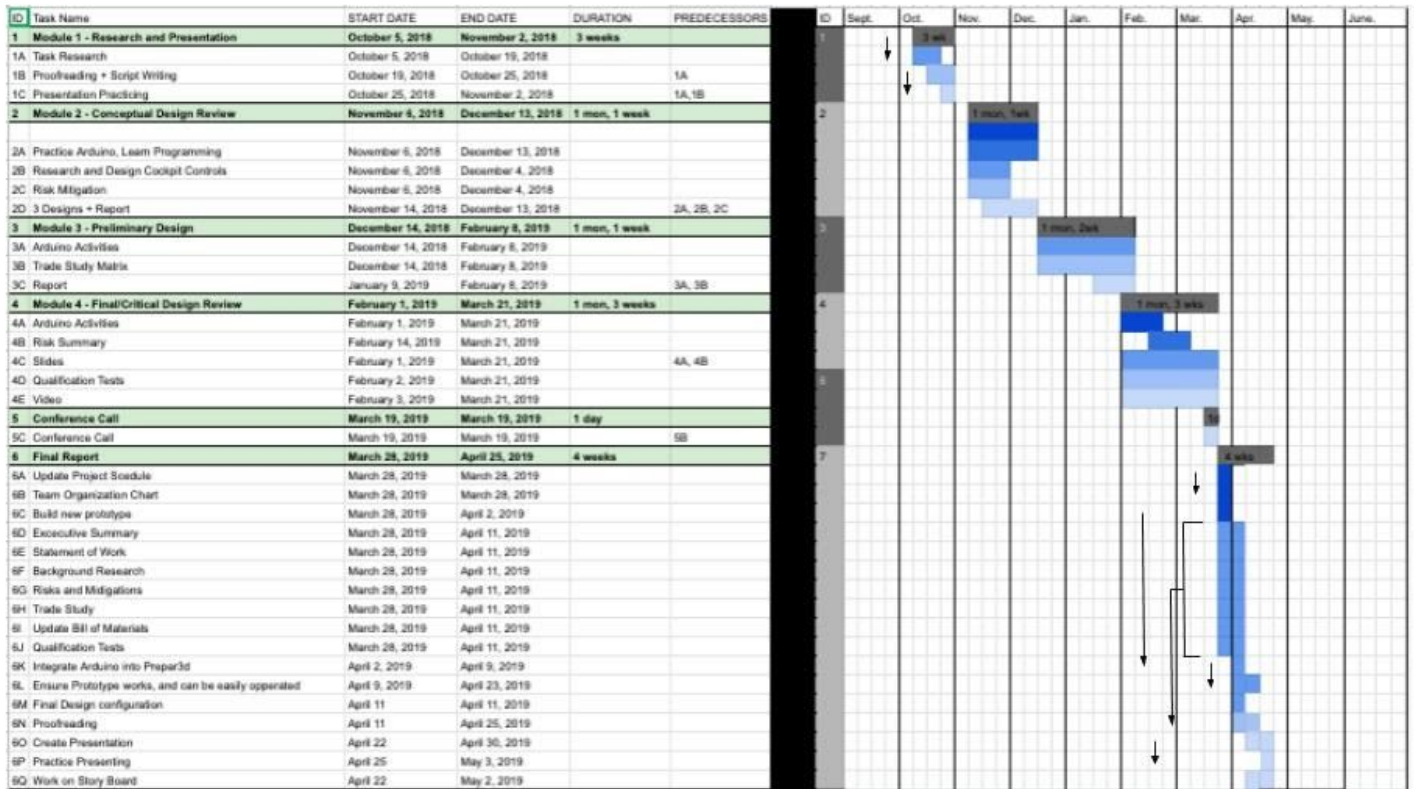 ID Task Name START DATE END DATE DURATION PREDECESSORS ID Sept. Oct. Nov. Dec. Jan. Feb. Mar. Apr. May. June.
1 Module 1 - Research and Presentation October 5, 2018 November 2, 2018 3 weeks 1 3 wk
1A Task Research October 5, 2018 October 19, 2018
1B Proofreading + Script Writing October 19, 2018 October 25, 2018 1A
1C Presentation Practicing October 25, 2018 November 2, 2018 1A,1B
2 Module 2 - Conceptual Design Review November 6, 2018 December 13, 2018 1 mon, 1 week 2 1 mon, 1wk
2A Practice Arduino, Learn Programming November 6, 2018 December 13, 2018
2B Research and Design Cockpit Controls November 6, 2018 December 4, 2018
2C Risk Mitigation November 6, 2018 December 4, 2018
2D 3 Designs + Report November 14, 2018 December 13, 2018 2A, 2B, 2C
3 Module 3 - Preliminary Design December 14, 2018 February 8, 2019 1 mon, 1 week 3 1 mon, 2wk
3A Arduino Activities December 14, 2018 February 8, 2019
3B Trade Study Matrix December 14, 2018 February 8, 2019
3C Report January 9, 2019 February 8, 2019 3A, 3B
4 Module 4 - Final/Critical Design Review February 1, 2019 March 21, 2019 1 mon, 3 weeks 4 1 mon, 3 wks
4A Arduino Activities February 1, 2019 March 21, 2019
4B Risk Summary February 14, 2019 March 21, 2019
4C Slides February 1, 2019 March 21, 2019 4A, 4B
4D Qualification Tests February 2, 2019 March 21, 2019
4E Video February 3, 2019 March 21, 2019
5 Conference Call March 19, 2019 March 19, 2019 1 day
5C Conference Call March 19, 2019 March 19, 2019 5B
6 Final Report March 28, 2019 April 25, 2019 4 weeks 7 4 wks
6A Update Project Scedule March 28, 2019 March 28, 2019
6B Team Organization Chart March 28, 2019 March 28, 2019
6C Build new prototype March 28, 2019 April 2, 2019
6D Excecutive Summary March 28, 2019 April 11, 2019
6E Statement of Work March 28, 2019 April 11, 2019
6F Background Research March 28, 2019 April 11, 2019
6G Risks and Midigations March 28, 2019 April 11, 2019
6H Trade Study March 28, 2019 April 11, 2019
6I Update Bill of Materials March 28, 2019 April 11, 2019
6J Qualification Tests March 28, 2019 April 11, 2019
6K Integrate Arduino into Prepar3d April 2, 2019 April 9, 2019
6L Ensure Prototype works, and can be easily opperated April 9, 2019 April 23, 2019
6M Final Design configuration April 11 April 11, 2019
6N Proofreading April 11 April 25, 2019
6O Create Presentation April 22 April 30, 2019
6P Practice Presenting April 25 May 3, 2019
6Q Work on Story Board April 22 May 2, 2019